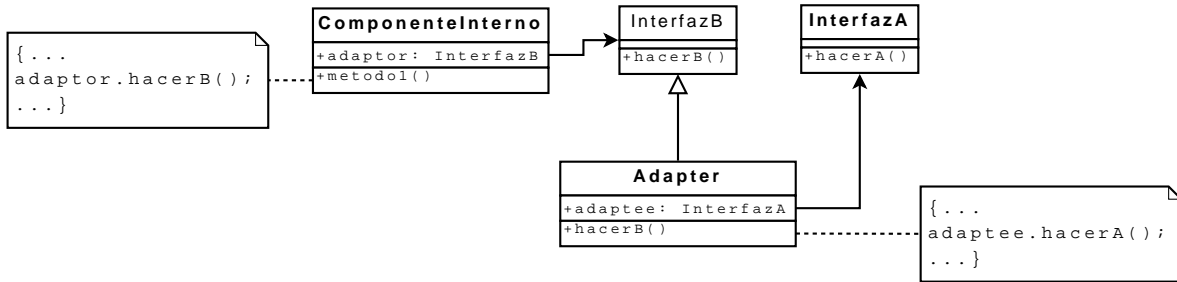 {...
adaptor.hacerB();
...}
ComponenteInterno
+adaptor: InterfazB
+metodo1()
InterfazB
+hacerB()
InterfazA
+hacerA()
Adapter
+adaptee: InterfazA
+hacerB()
{...
adaptee.hacerA();
...}